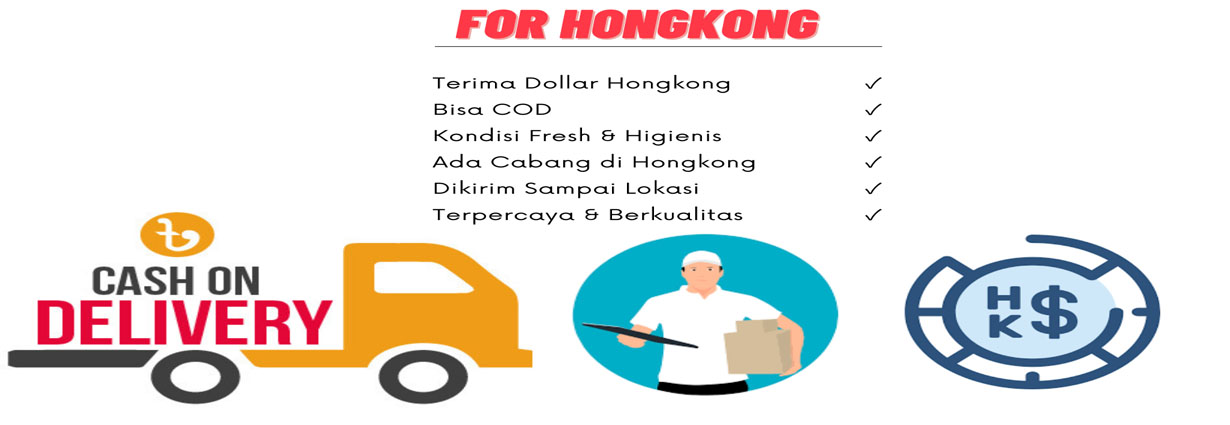 FOR HONGKONG
Terima Dollar Hongkong ✓
Bisa COD ✓
Kondisi Fresh & Higienis ✓
Ada Cabang di Hongkong ✓
Dikirim Sampai Lokasi ✓
Terpercaya & Berkualitas ✓
৳
CASH ON
DELIVERY
HK$